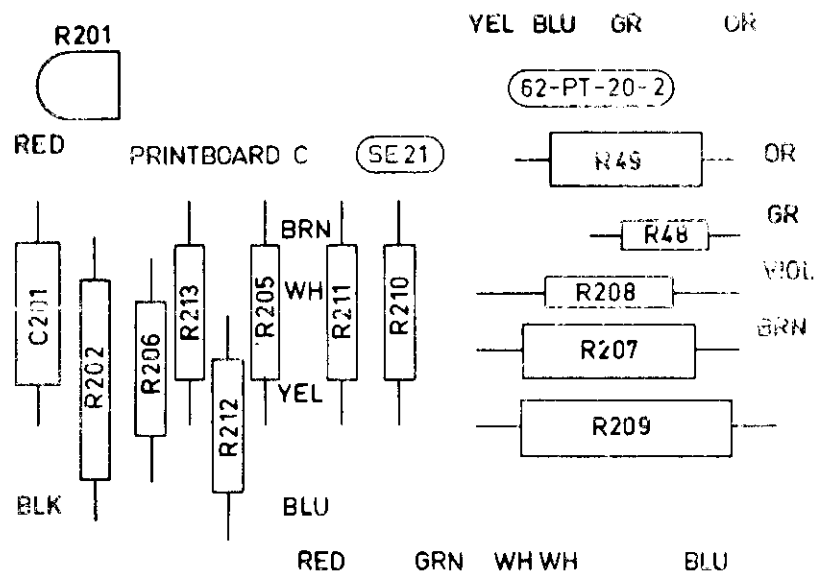 YEL BLU GR OR
R201
62-PT-20-2
RED
PRINTBOARD C
SE21
R49
OR
GR
R48
BRN
VIOL
WH
R208
C201
R202
R206
R213
R205
R211
R210
BRN
R207
YEL
R212
R209
BLK
BLU
RED GRN WH WH BLU